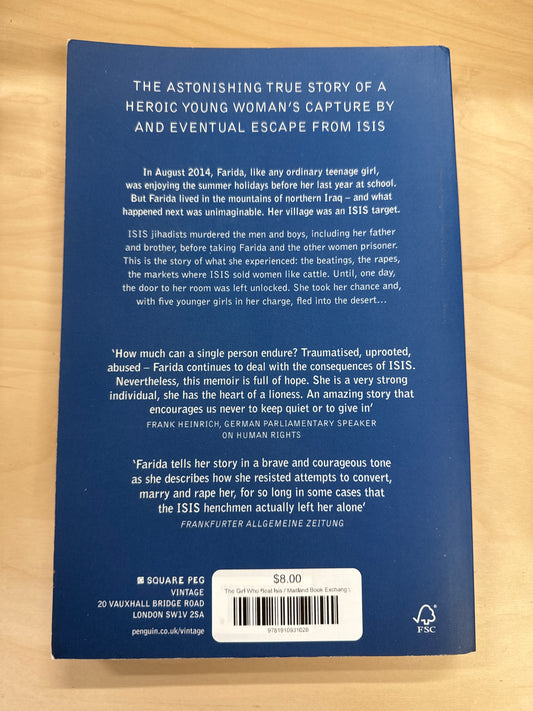 THE ASTONISHING TRUE STORY OF A
HEROIC YOUNG WOMAN'S CAPTURE BY
AND EVENTUAL ESCAPE FROM ISIS
In August 2014, Farida, like any ordinary teenage girl,
was enjoying the summer holidays before her last year at school.
But Farida lived in the mountains of northern Iraq – and what
happened next was unimaginable. Her village was an ISIS target.
ISIS jihadists murdered the men and boys, including her father
and brother, before taking Farida and the other women prisoner.
This is the story of what she experienced: the beatings, the rapes,
the markets where ISIS sold women like cattle. Until, one day,
the door to her room was left unlocked. She took her chance and,
with five younger girls in her charge, fled into the desert...
'How much can a single person endure? Traumatised, uprooted,
abused – Farida continues to deal with the consequences of ISIS.
Nevertheless, this memoir is full of hope. She is a very strong
individual, she has the heart of a lioness. An amazing story that
encourages us never to keep quiet or to give in'
FRANK HEINRICH, GERMAN PARLIAMENTARY SPEAKER
ON HUMAN RIGHTS
'Farida tells her story in a brave and courageous tone
as she describes how she resisted attempts to convert,
marry and rape her, for so long in some cases that
the ISIS henchmen actually left her alone'
FRANKFURTER ALLGEMEINE ZEITUNG
SQUARE PEG
VINTAGE
20 VAUXHALL BRIDGE ROAD
LONDON SW1V 2SA
penguin.co.uk/vintage
$8.00
The Girl Who Beat Isis / Maitland Book Exchang
9781910931028
FSC